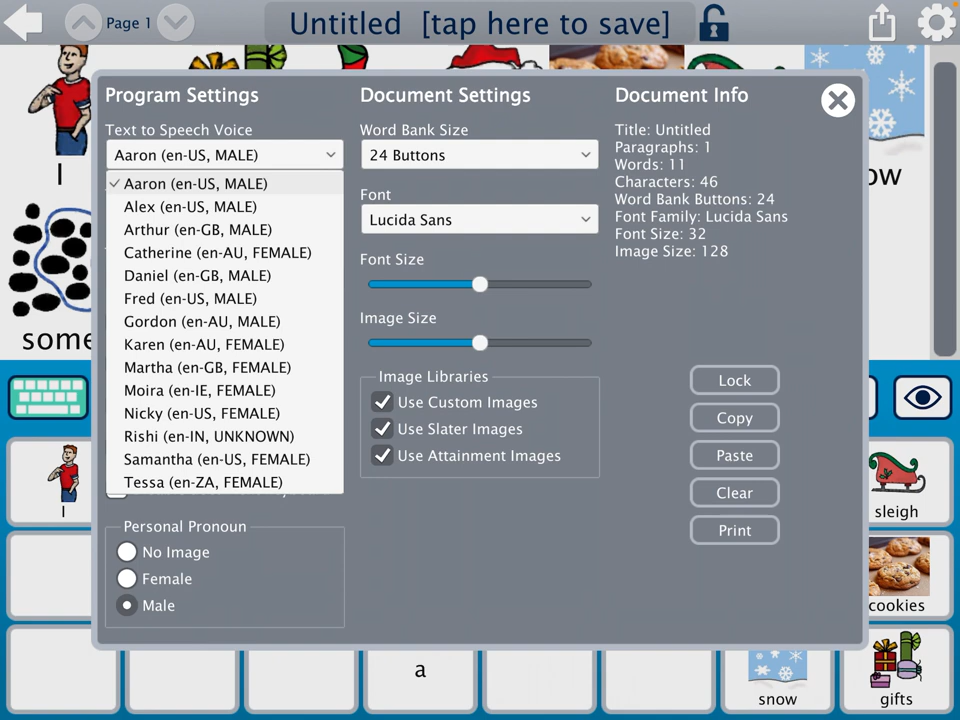 Page 1
Untitled [tap here to save]
Program Settings
Text to Speech Voice
Aaron (en-US, MALE)
Aaron (en-US, MALE)
Alex (en-US, MALE)
Arthur (en-GB, MALE)
Catherine (en-AU, FEMALE)
Daniel (en-GB, MALE)
Fred (en-US, MALE)
Gordon (en-AU, MALE)
Karen (en-AU, FEMALE)
Martha (en-GB, FEMALE)
Moira (en-IE, FEMALE)
Nicky (en-US, FEMALE)
Rishi (en-IN, UNKNOWN)
Samantha (en-US, FEMALE)
Tessa (en-ZA, FEMALE)
Personal Pronoun
No Image
Female
Male
Document Settings
Word Bank Size
24 Buttons
Font
Lucida Sans
Font Size
Image Size
Image Libraries
Use Custom Images
Use Slater Images
Use Attainment Images
Document Info
Title: Untitled
Paragraphs: 1
Words: 11
Characters: 46
Word Bank Buttons: 24
Font Family: Lucida Sans
Font Size: 32
Image Size: 128
Lock
Copy
Paste
Clear
Print
I
some
I
sleigh
cookies
a
snow
gifts